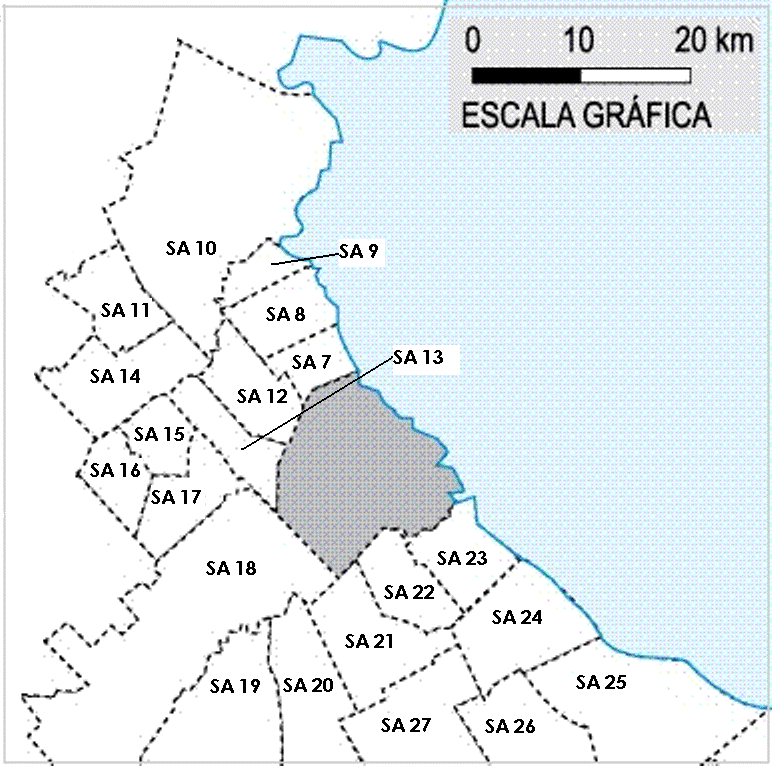 0 10 20 km
ESCALA GRÁFICA
SA 10
SA 9
SA 11
SA 8
SA 7
SA 13
SA 14
SA 12
SA 15
SA 16
SA 17
SA 18
SA 23
SA 22
SA 24
SA 21
SA 19
SA 20
SA 25
SA 27
SA 26